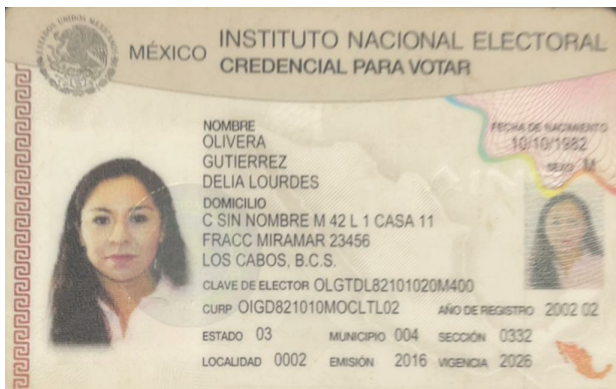 MÉXICO
INSTITUTO NACIONAL ELECTORAL
CREDENCIAL PARA VOTAR
NOMBRE
OLIVERA
GUTIERREZ
DELIA LOURDES
FECHA DE NACIMIENTO
10/10/1982
SEXO M
DOMICILIO
C SIN NOMBRE M 42 L 1 CASA 11
FRACC MIRAMAR 23456
LOS CABOS, B.C.S.
CLAVE DE ELECTOR OLGTDL82101020M400
CURP OIGD821010MOCLTL02 AÑO DE REGISTRO 2002 02
ESTADO 03 MUNICIPIO 004 SECCIÓN 0332
LOCALIDAD 0002 EMISIÓN 2016 VIGENCIA 2026